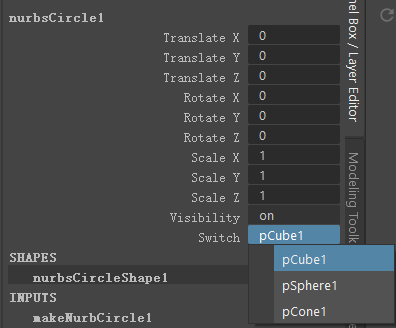 nurbsCircle1
Translate X 0
Translate Y 0
Translate Z 0
Rotate X 0
Rotate Y 0
Rotate Z 0
Scale X 1
Scale Y 1
Scale Z 1
Visibility on
Switch pCube1
pCube1
pSphere1
pCone1
SHAPES
nurbsCircleShape1
INPUTS
makeNurbCircle1
Box / Layer Editor
Modeling Toolk